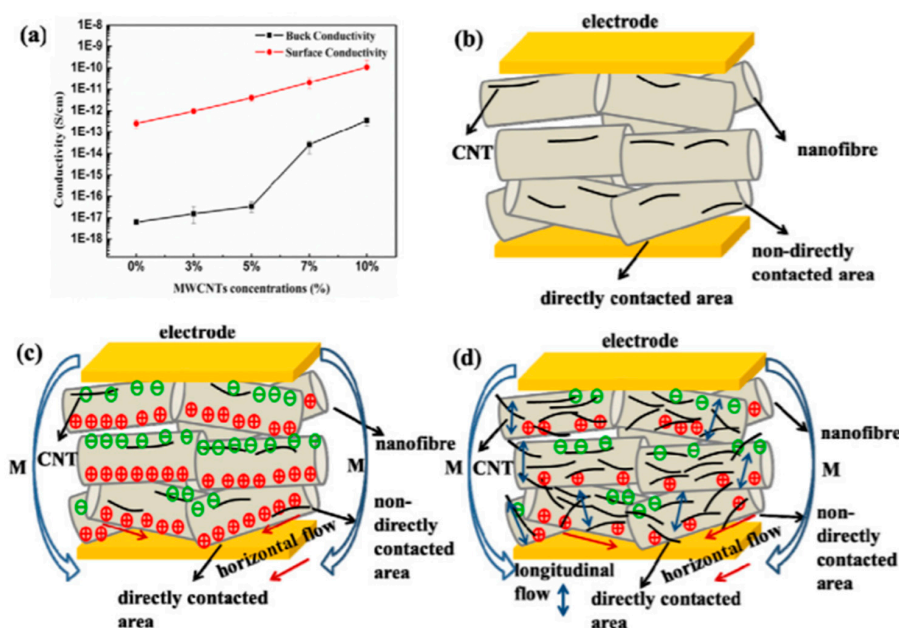 (a)
1E-8
1E-9
1E-10
1E-11
1E-12
1E-13
1E-14
1E-15
1E-16
1E-17
1E-18
Conductivity (S/cm)
Buck Conductivity
Surface Conductivity
0%
3%
5%
7%
10%
MWCNTs concentrations (%)
(b)
electrode
CNT
nanofibre
non-directly
contacted area
directly contacted area
(c)
electrode
M
CNT
nanofibre
M
non-directly
contacted
area
horizontal flow
directly contacted
area
(d)
electrode
M
CNT
nanofibre
M
non-
directly
contacted
area
longitudinal
flow
horizontal flow
directly contacted
area